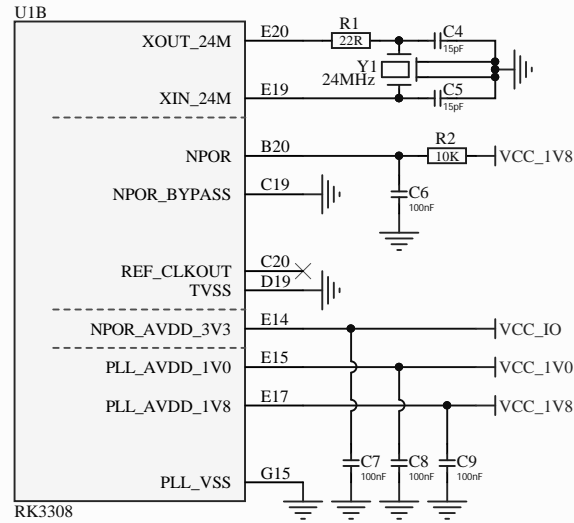 U1B
XOUT_24M E20 R1 22R C4 15pF
Y1 24MHz
XIN_24M E19 C5 15pF
NPOR B20 R2 10K VCC_1V8
NPOR_BYPASS C19 C6 100nF
REF_CLKOUT C20
TVSS D19
NPOR_AVDD_3V3 E14 VCC_IO
PLL_AVDD_1V0 E15 VCC_1V0
PLL_AVDD_1V8 E17 VCC_1V8
C7 100nF C8 100nF C9 100nF
PLL_VSS G15
RK3308